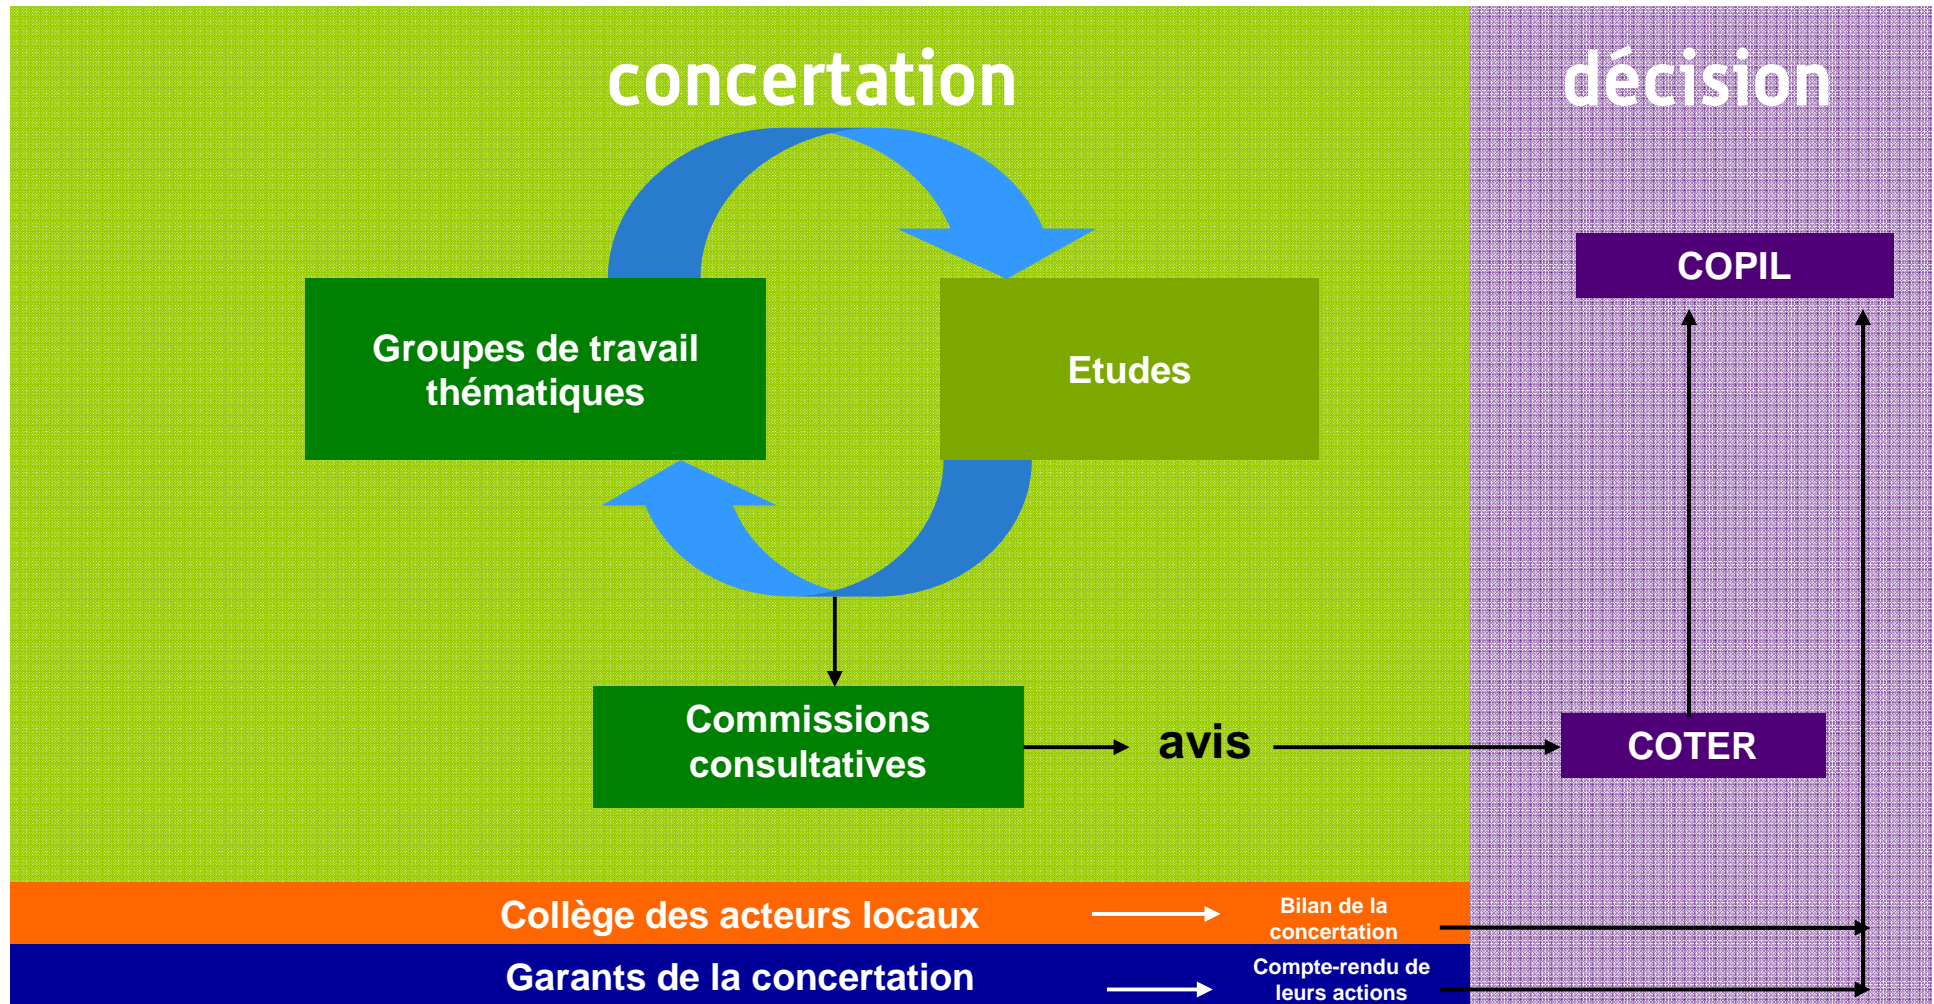 concertation
décision
COPIL
Groupes de travail
thématiques
Etudes
Commissions
consultatives
avis
COTER
Collège des acteurs locaux
Bilan de la
concertation
Garants de la concertation
Compte-rendu de
leurs actions